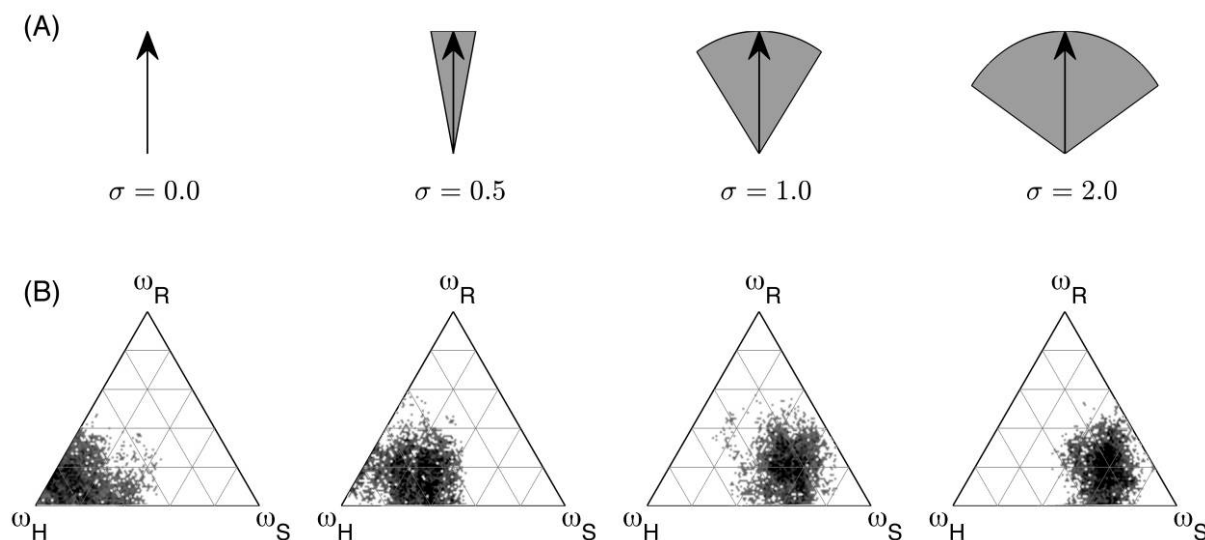 (A)
σ = 0.0 σ = 0.5 σ = 1.0 σ = 2.0
(B)
ω_R ω_R ω_R ω_R
ω_H ω_S ω_H ω_S ω_H ω_S ω_H ω_S